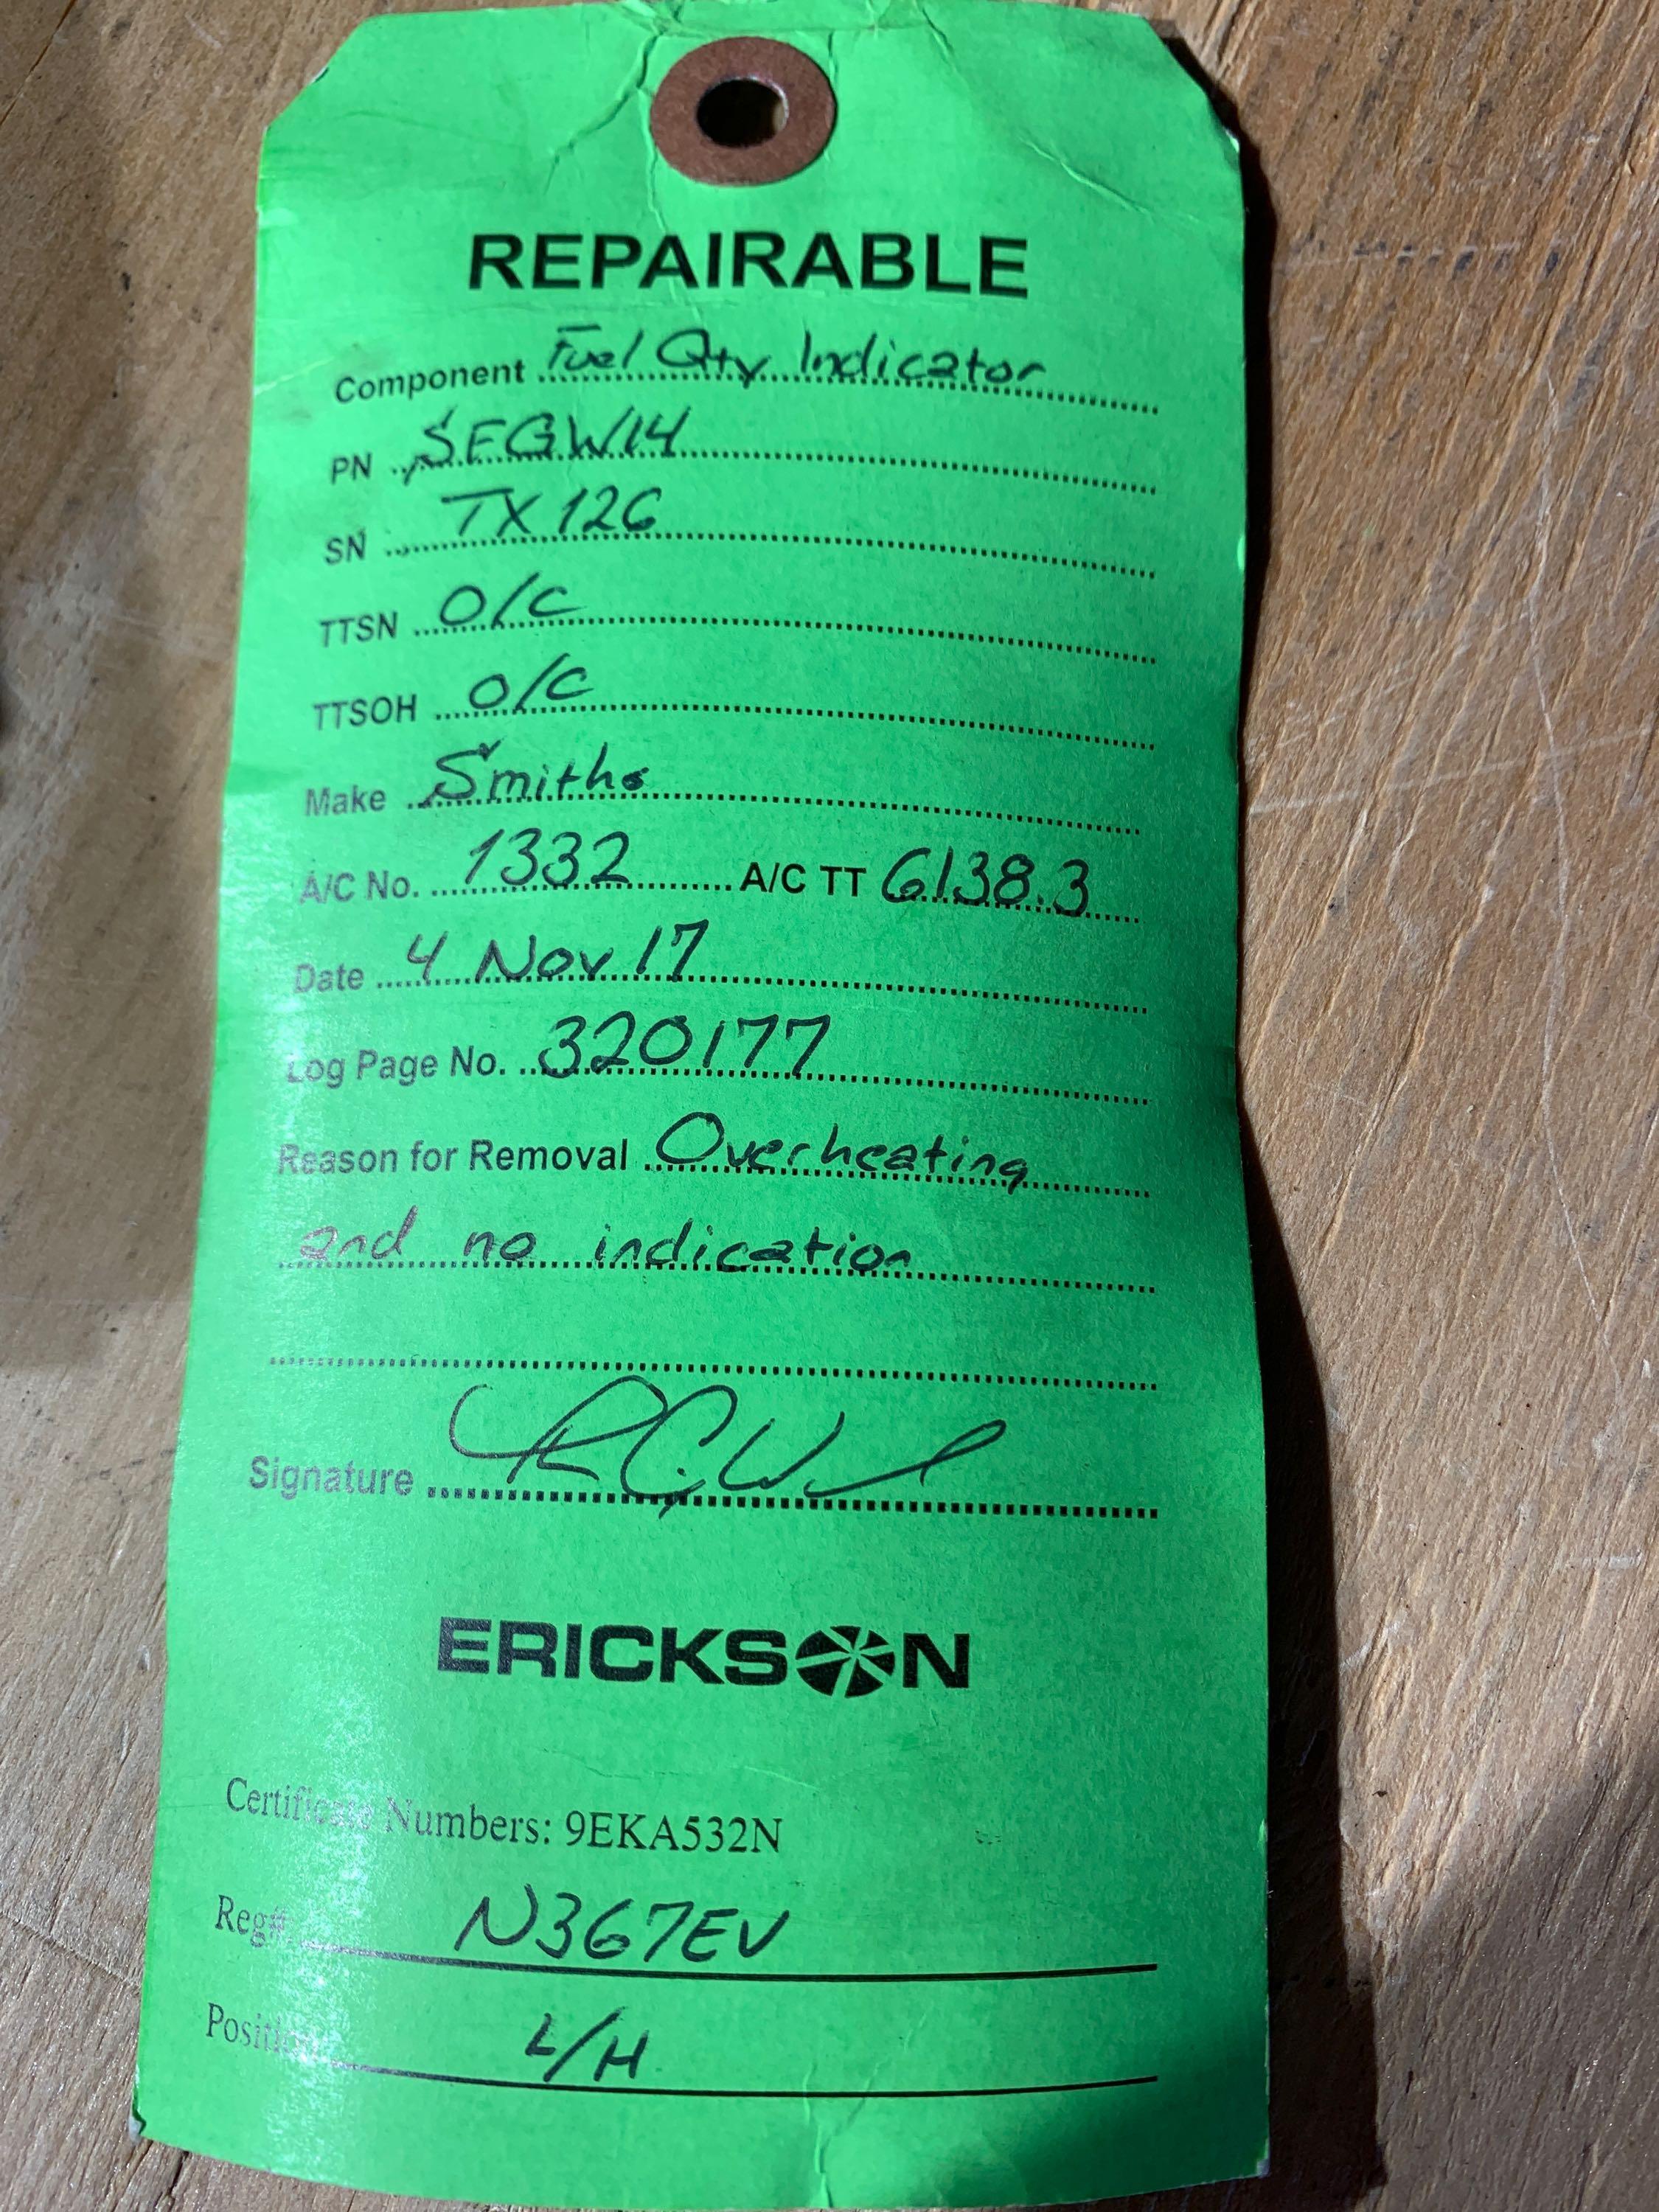 REPAIRABLE
Component Fuel Qty Indicator
PN SFGW14
SN TX126
TTSN O/C
TTSOH O/C
Make Smiths
A/C No. 1332 A/C TT 6138.3
Date 4 Nov 17
Log Page No. 320177
Reason for Removal Overheating
and no indication
Signature
ERICKSON
Certificate Numbers: 9EKA532N
Reg#. N367EV
Position L/H